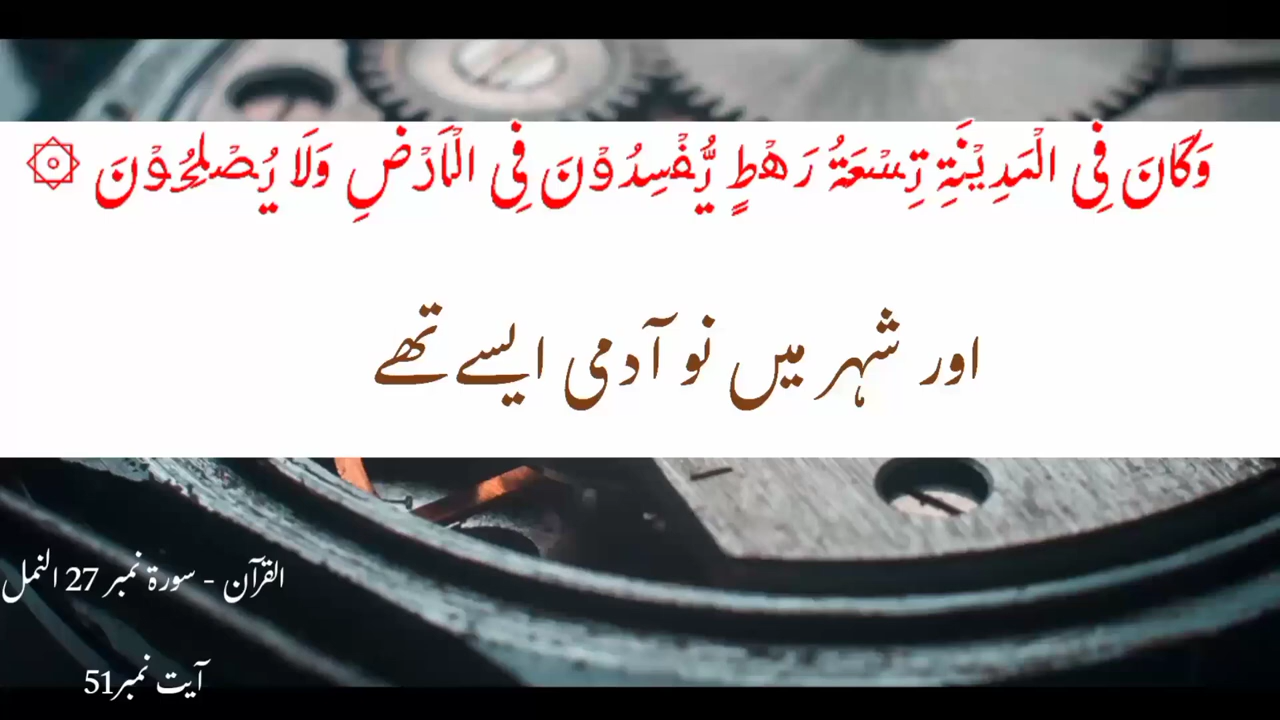 وَكَانَ فِى الۡمَدِيۡنَةِ تِسۡعَةُ رَهۡطٍ يُّفۡسِدُوۡنَ فِى الۡاَرۡضِ وَلَا يُصۡلِحُوۡنَ ۞
اور شہر میں نو آدمی ایسے تھے
القرآن - سورۃ نمبر 27 النمل
آیت نمبر51